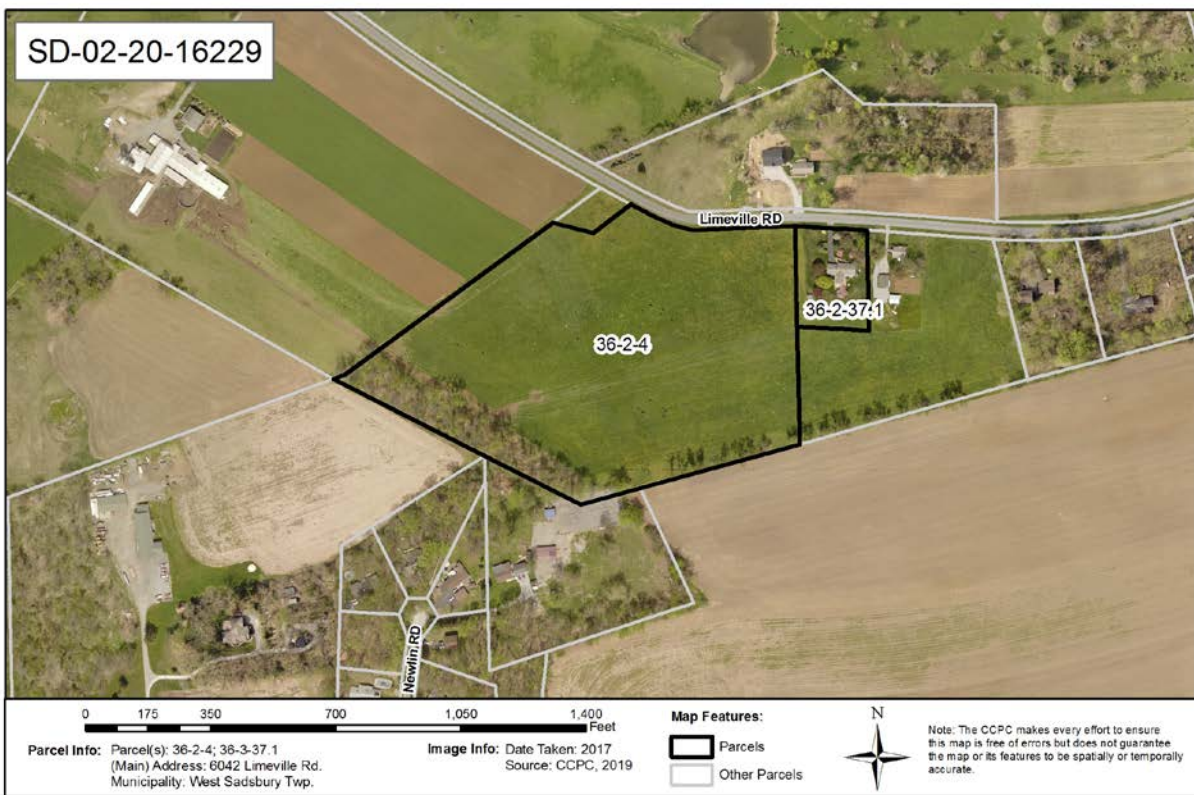 SD-02-20-16229
Limeville RD
36-2-37.1
36-2-4
Newlin RD
0 175 350 700 1,050 1,400
Feet
Parcel Info: Parcel(s): 36-2-4; 36-3-37.1
(Main) Address: 6042 Limeville Rd.
Municipality: West Sadsbury Twp.
Image Info: Date Taken: 2017
Source: CCPC, 2019
Map Features:
Parcels
Other Parcels
N
Note: The CCPC makes every effort to ensure
this map is free of errors but does not guarantee
the map or its features to be spatially or temporally
accurate.